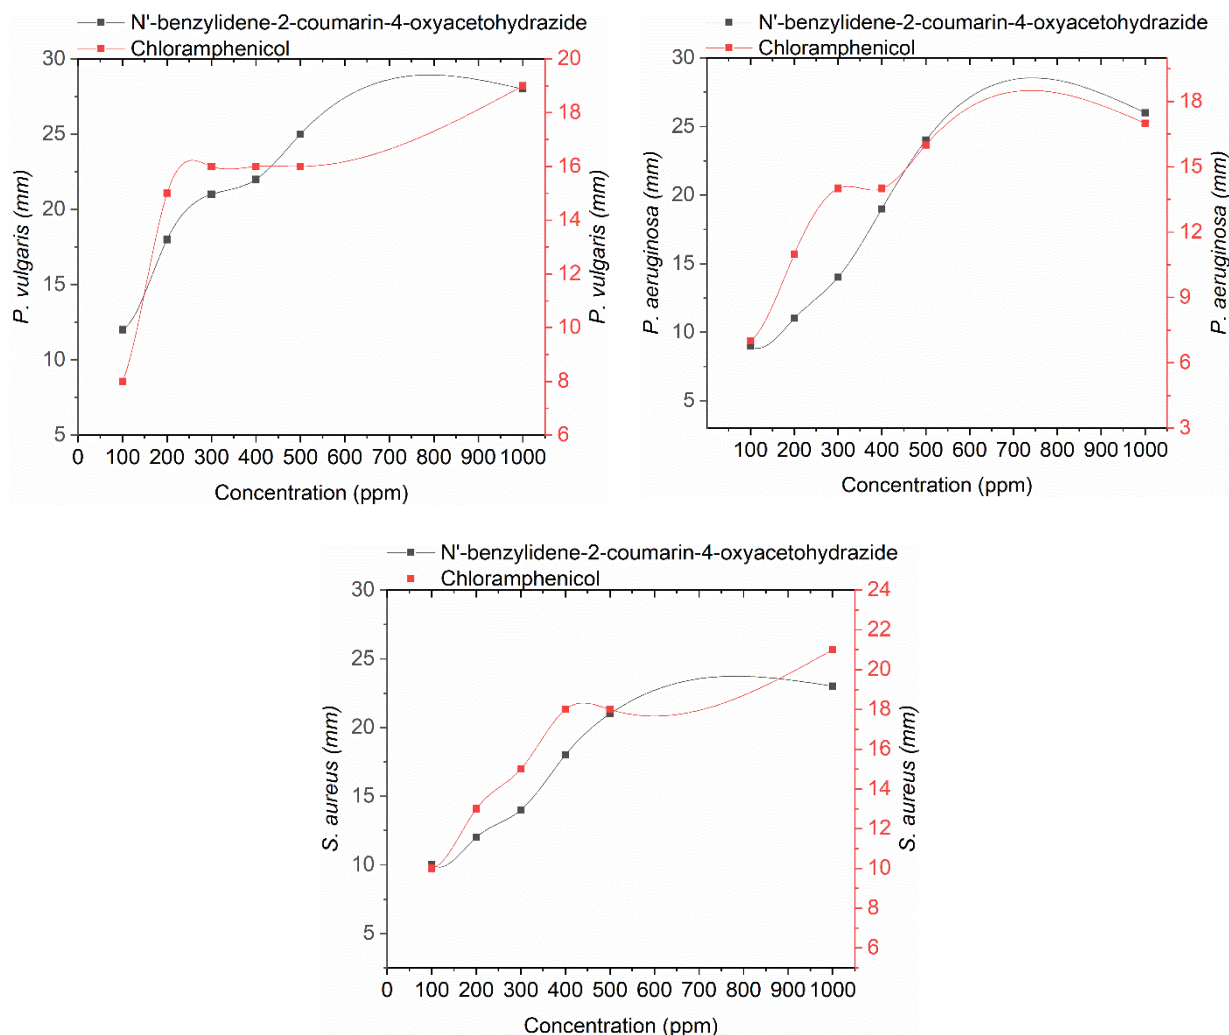 N'-benzylidene-2-coumarin-4-oxyacetohydrazide
Chloramphenicol
30
25
20
15
10
5
P. vulgaris (mm)
20
18
16
14
12
10
8
6
P. vulgaris (mm)
0 100 200 300 400 500 600 700 800 900 1000
Concentration (ppm)
N'-benzylidene-2-coumarin-4-oxyacetohydrazide
Chloramphenicol
30
25
20
15
10
5
P. aeruginosa (mm)
18
15
12
9
6
3
P. aeruginosa (mm)
100 200 300 400 500 600 700 800 900 1000
Concentration (ppm)
N'-benzylidene-2-coumarin-4-oxyacetohydrazide
Chloramphenicol
30
25
20
15
10
5
S. aureus (mm)
24
22
20
18
16
14
12
10
8
6
S. aureus (mm)
0 100 200 300 400 500 600 700 800 900 1000
Concentration (ppm)